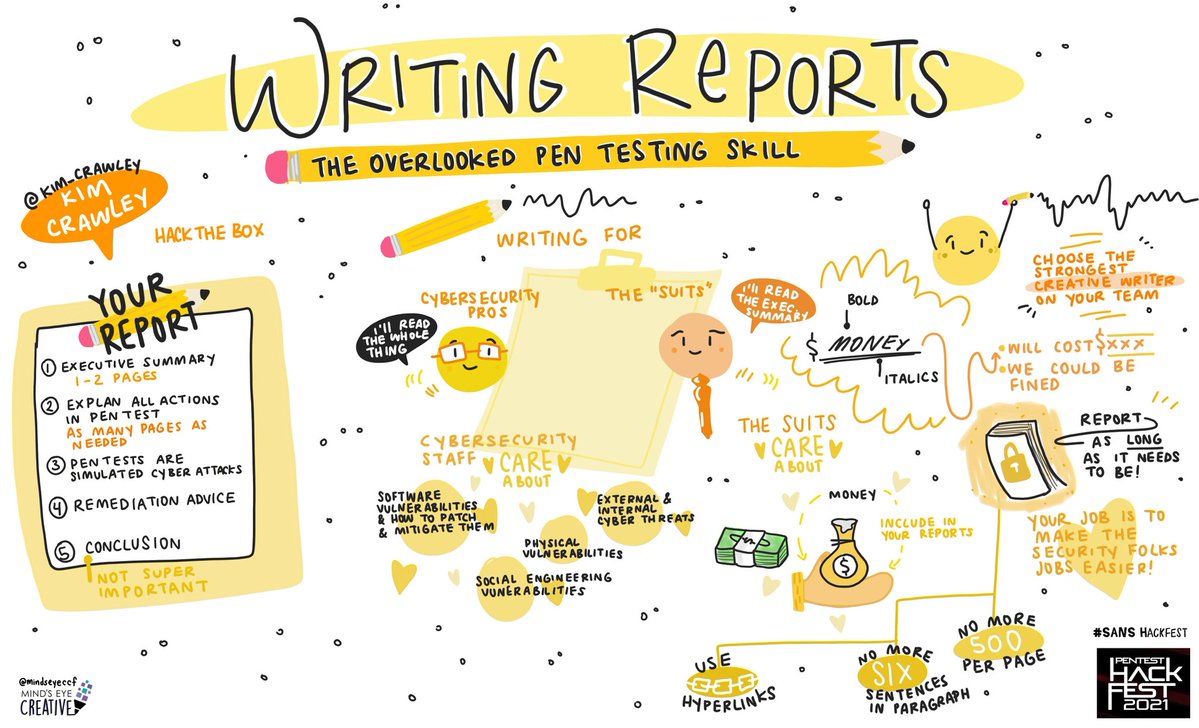 WRITING REPORTS
THE OVERLOOKED PEN TESTING SKILL
@KIM_CRAWLEY
KIM
CRAWLEY
HACK THE BOX
YOUR
REPORT
1 EXECUTIVE SUMMARY
1-2 PAGES
2 EXPLAN ALL ACTIONS
IN PEN TEST
AS MANY PAGES AS
NEEDED
3 PEN TESTS ARE
SIMULATED CYBER ATTACKS
4 REMEDIATION ADVICE
5 CONCLUSION
NOT SUPER
IMPORTANT
WRITING FOR
CYBERSECURITY
PROS
I'll READ
THE WHOLE
THING
THE "SUITS"
I'll READ
THE EXEC
SUMMARY
CYBERSECURITY
STAFF
CARE
ABOUT
SOFTWARE
VULNERABILITIES
& HOW TO PATCH
& MITIGATE THEM
EXTERNAL &
INTERNAL
CYBER THREATS
PHYSICAL
VULNERABILITIES
SOCIAL ENGINEERING
VUNERABILITIES
THE SUITS
CARE
ABOUT
MONEY
$
INCLUDE IN
YOUR REPORTS
BOLD
$ MONEY
ITALICS
CHOOSE THE
STRONGEST
CREATIVE WRITER
ON YOUR TEAM
WILL COST $XXX
WE COULD BE
FINED
REPORT
AS LONG
AS IT NEEDS
TO BE!
YOUR JOB IS TO
MAKE THE
SECURITY FOLKS
JOBS EASIER!
USE
HYPERLINKS
NO MORE
SIX
SENTENCES
IN PARAGRAPH
NO MORE
500
PER PAGE
#SANS HACKFEST
PENTEST
HACK
FEST
2021
@mindseyeccf
MIND'S EYE
CREATIVE